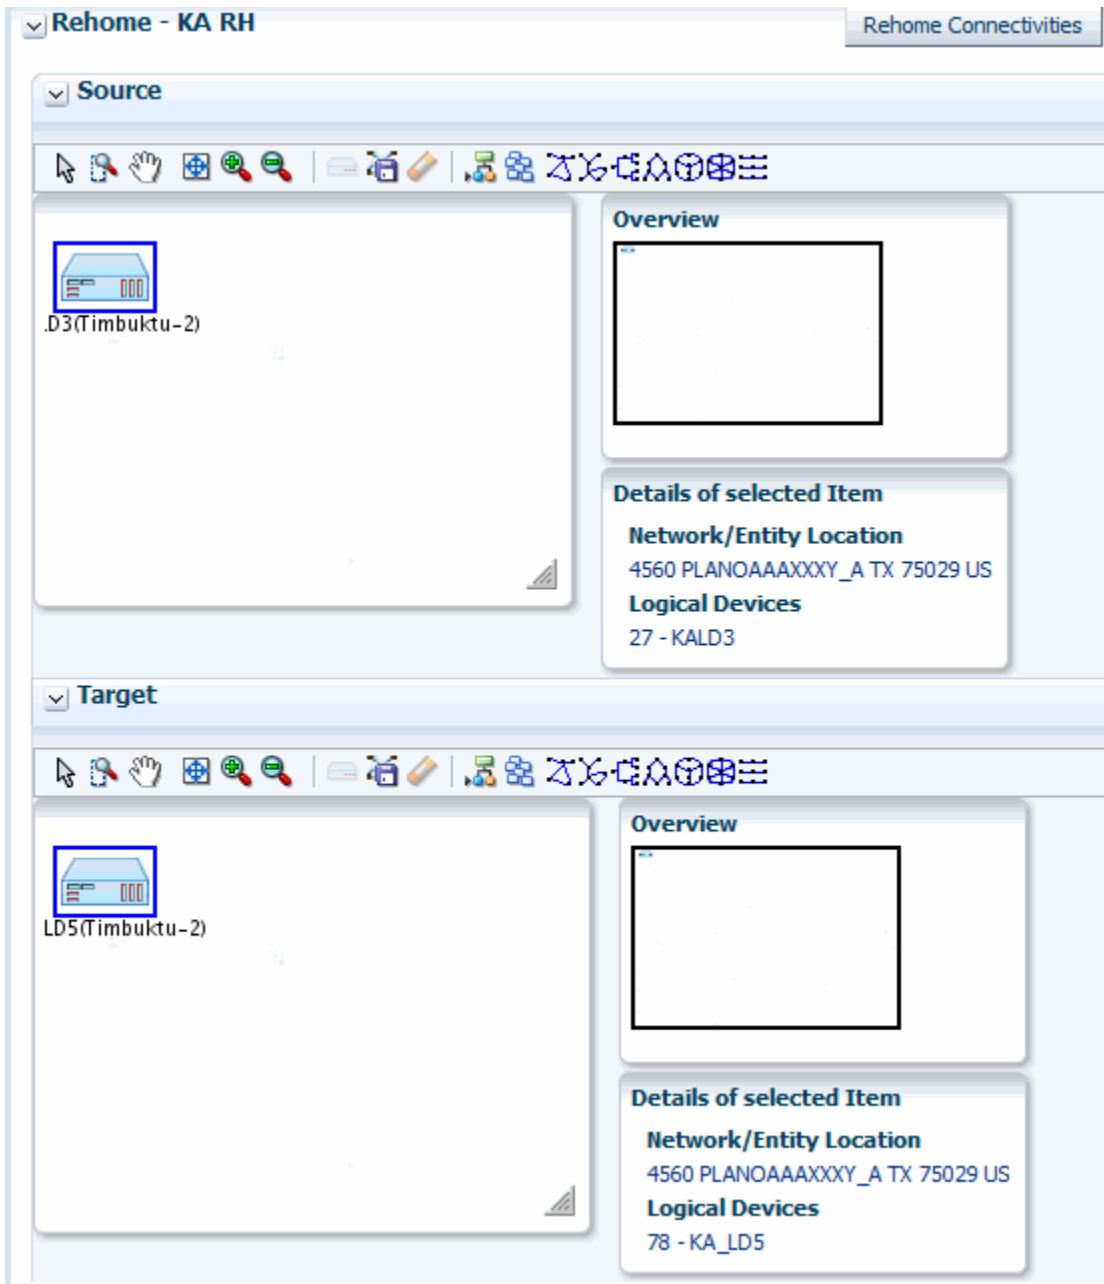 Rehome - KA RH
Rehome Connectivities
Source
.D3(Timbuktu-2)
Overview
Details of selected Item
Network/Entity Location
4560 PLANOAAAXXXY_A TX 75029 US
Logical Devices
27 - KALD3
Target
LD5(Timbuktu-2)
Overview
Details of selected Item
Network/Entity Location
4560 PLANOAAAXXXY_A TX 75029 US
Logical Devices
78 - KA_LD5